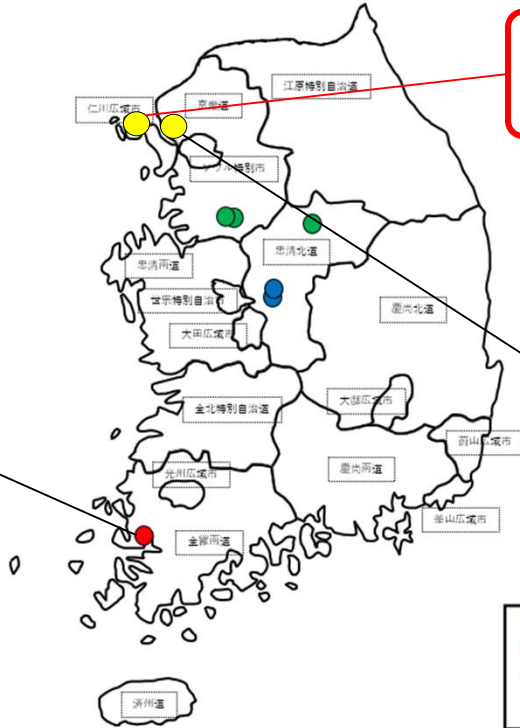 江原特別自治道
仁川広域市
京畿道
ソウル特別市
忠清北道
忠清南道
世宗特別自治市
慶尚北道
大田広域市
大邱広域市
全北特別自治道
蔚山広域市
慶尚南道
光州広域市
釜山広域市
全羅南道
済州道